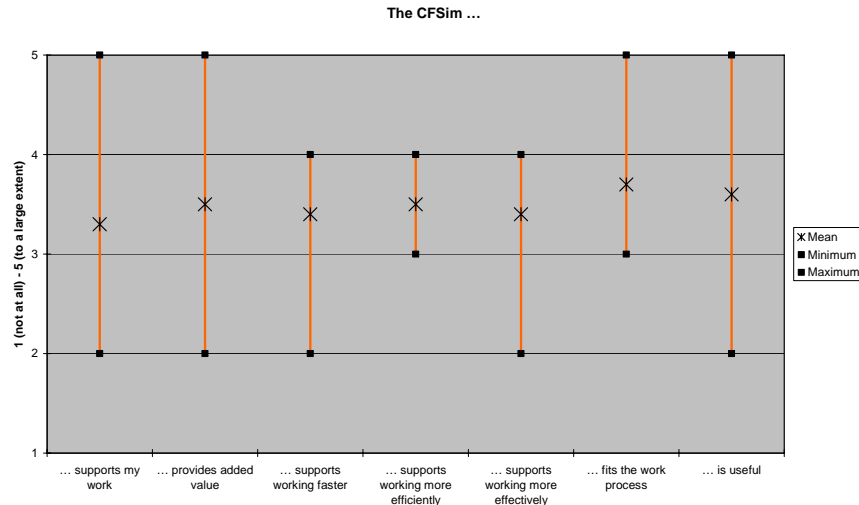 The CFSim …
1 (not at all) - 5 (to a large extent)
5
4
3
2
1
… supports my
work
… provides added
value
… supports
working faster
… supports
working more
efficiently
… supports
working more
effectively
… fits the work
process
… is useful
Mean
Minimum
Maximum